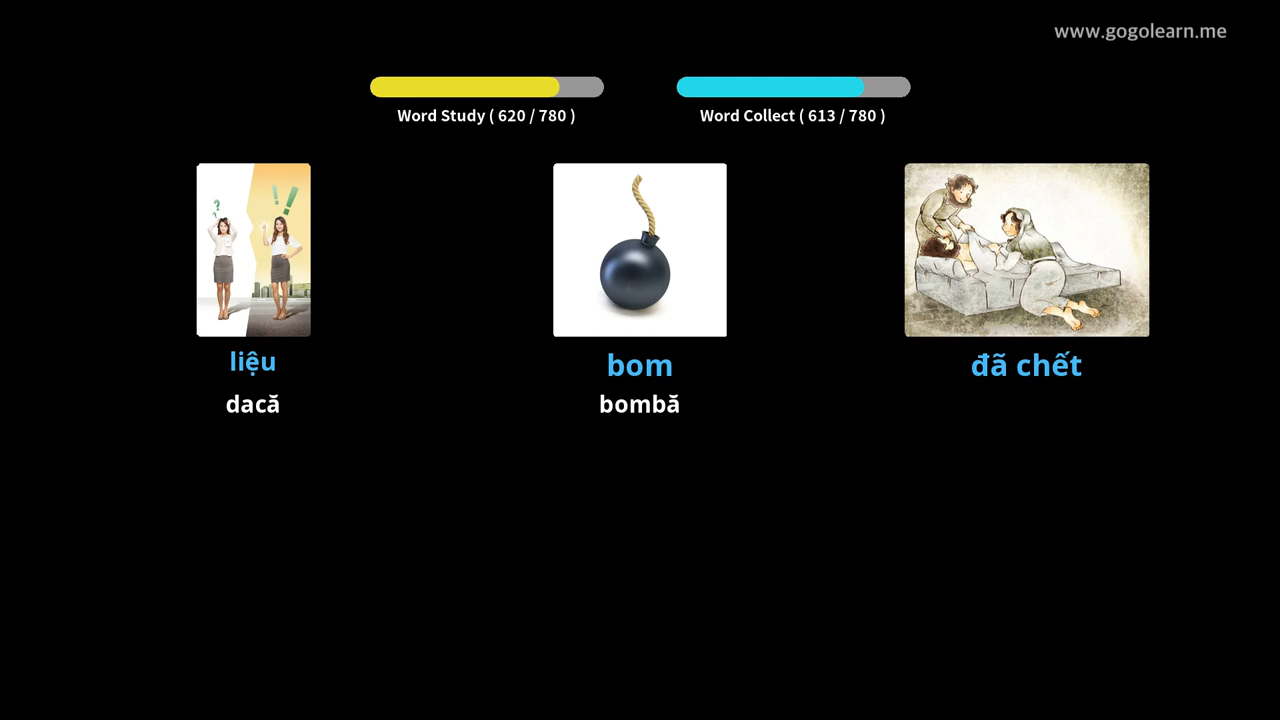 www.gogolearn.me
Word Study ( 620 / 780 )
Word Collect ( 613 / 780 )
liệu
dacă
bom
bombă
đã chết